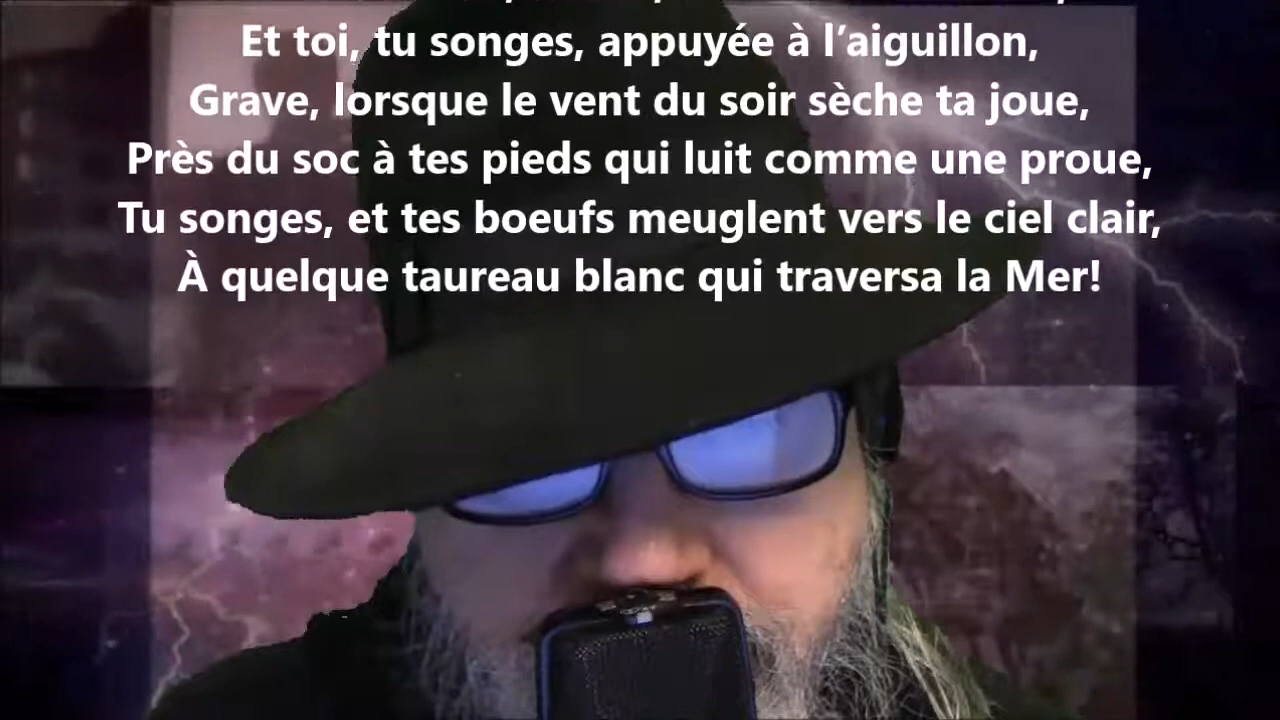 Et toi, tu songes, appuyée à l’aiguillon,
Grave, lorsque le vent du soir sèche ta joue,
Près du soc à tes pieds qui luit comme une proue,
Tu songes, et tes boeufs meuglent vers le ciel clair,
À quelque taureau blanc qui traversa la Mer!